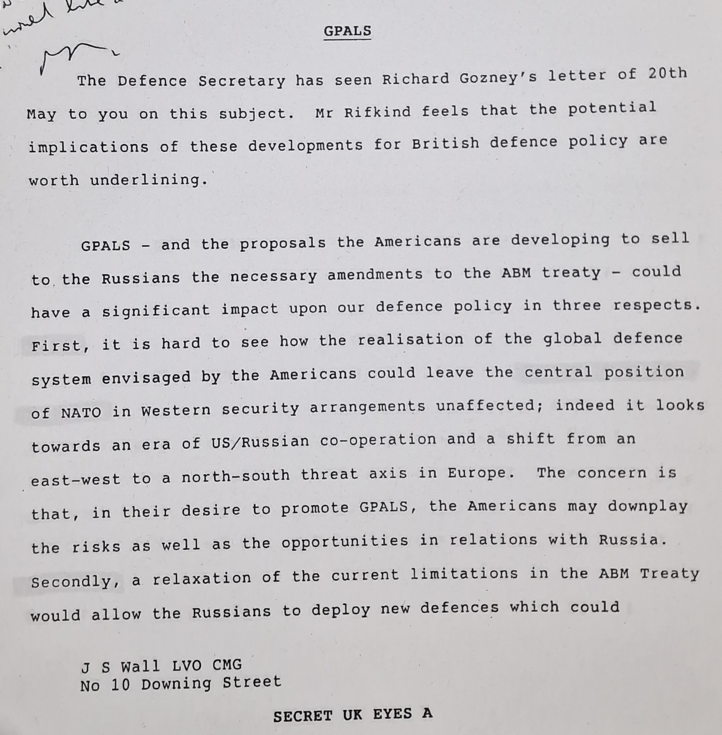 GPALS
The Defence Secretary has seen Richard Gozney's letter of 20th
May to you on this subject. Mr Rifkind feels that the potential
implications of these developments for British defence policy are
worth underlining.
GPALS - and the proposals the Americans are developing to sell
to the Russians the necessary amendments to the ABM treaty - could
have a significant impact upon our defence policy in three respects.
First, it is hard to see how the realisation of the global defence
system envisaged by the Americans could leave the central position
of NATO in Western security arrangements unaffected; indeed it looks
towards an era of US/Russian co-operation and a shift from an
east-west to a north-south threat axis in Europe. The concern is
that, in their desire to promote GPALS, the Americans may downplay
the risks as well as the opportunities in relations with Russia.
Secondly, a relaxation of the current limitations in the ABM Treaty
would allow the Russians to deploy new defences which could
J S Wall LVO CMG
No 10 Downing Street
SECRET UK EYES A